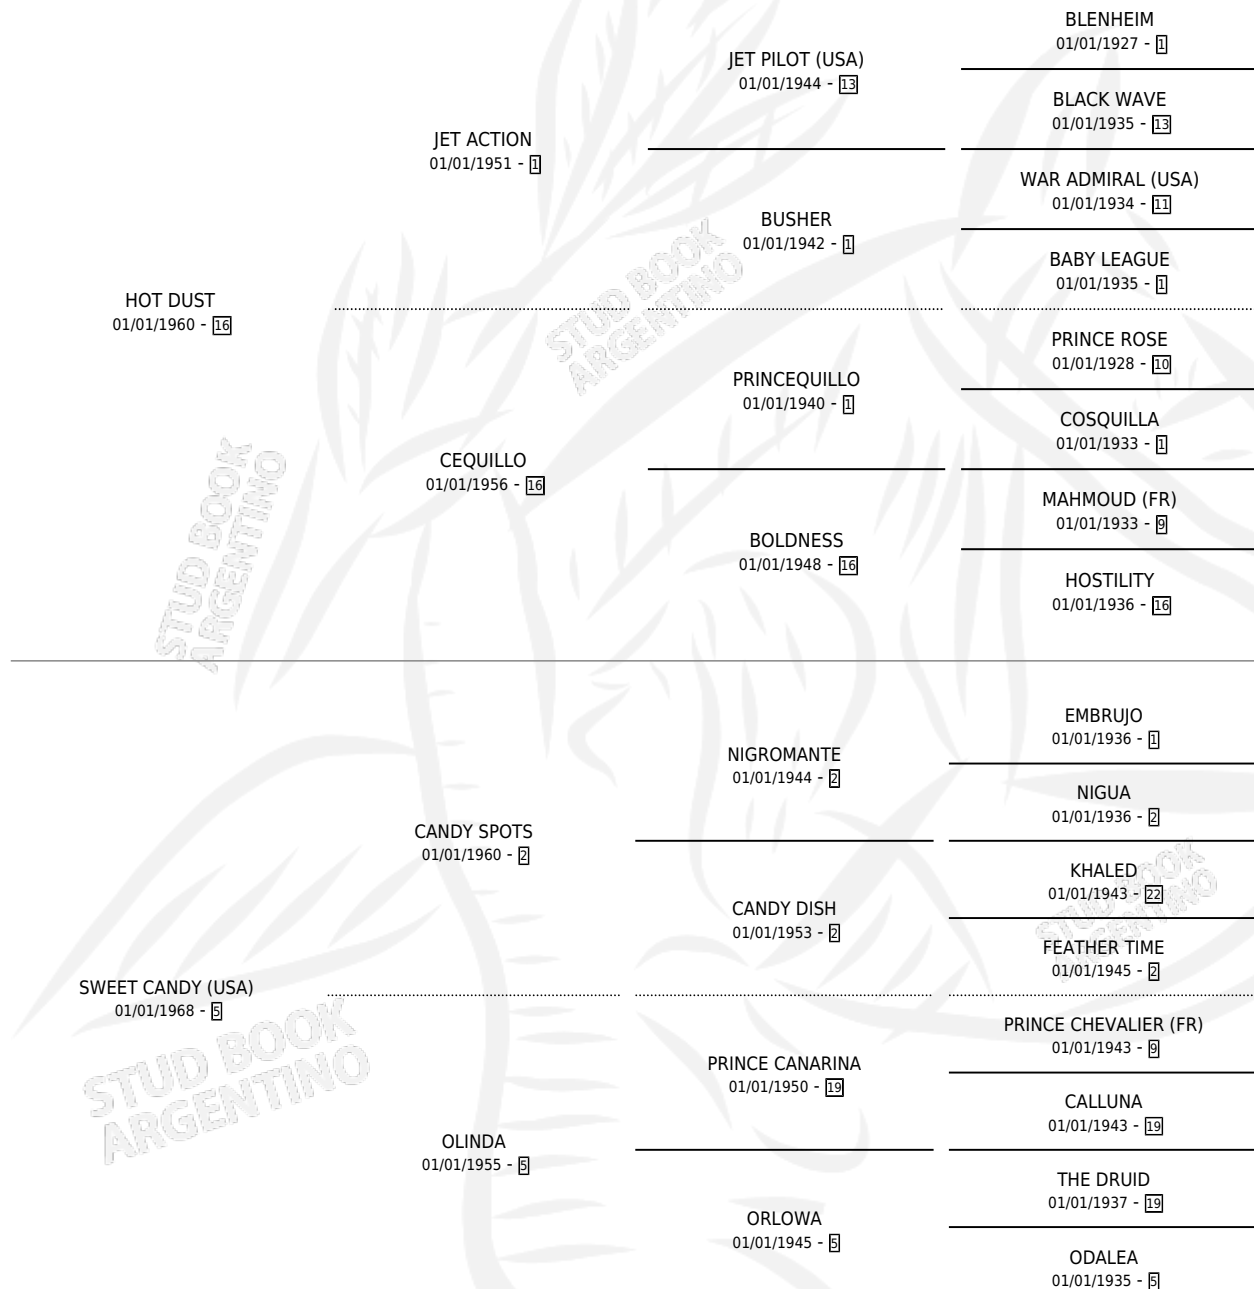 BLENHEIM
01/01/1927 - 1
JET PILOT (USA)
01/01/1944 - 13
BLACK WAVE
01/01/1935 - 13
JET ACTION
01/01/1951 - 1
WAR ADMIRAL (USA)
01/01/1934 - 11
BUSHER
01/01/1942 - 1
BABY LEAGUE
01/01/1935 - 1
HOT DUST
01/01/1960 - 16
STUD BOOK
ARGENTINO
PRINCE ROSE
01/01/1928 - 10
PRINCEQUILLO
01/01/1940 - 1
COSQUILLA
01/01/1933 - 1
CEQUILLO
01/01/1956 - 16
MAHMOUD (FR)
01/01/1933 - 9
BOLDNESS
01/01/1948 - 16
HOSTILITY
01/01/1936 - 16
STUD BOOK
ARGENTINO
EMBRUJO
01/01/1936 - 1
NIGROMANTE
01/01/1944 - 2
NIGUA
01/01/1936 - 2
CANDY SPOTS
01/01/1960 - 2
KHALED
01/01/1943 - 22
CANDY DISH
01/01/1953 - 2
STUD BOOK
ARGENTINO
FEATHER TIME
01/01/1945 - 2
SWEET CANDY (USA)
01/01/1968 - 5
STUD BOOK
ARGENTINO
PRINCE CHEVALIER (FR)
01/01/1943 - 9
PRINCE CANARINA
01/01/1950 - 19
CALLUNA
01/01/1943 - 19
OLINDA
01/01/1955 - 5
THE DRUID
01/01/1937 - 19
ORLOWA
01/01/1945 - 5
ODALEA
01/01/1935 - 5